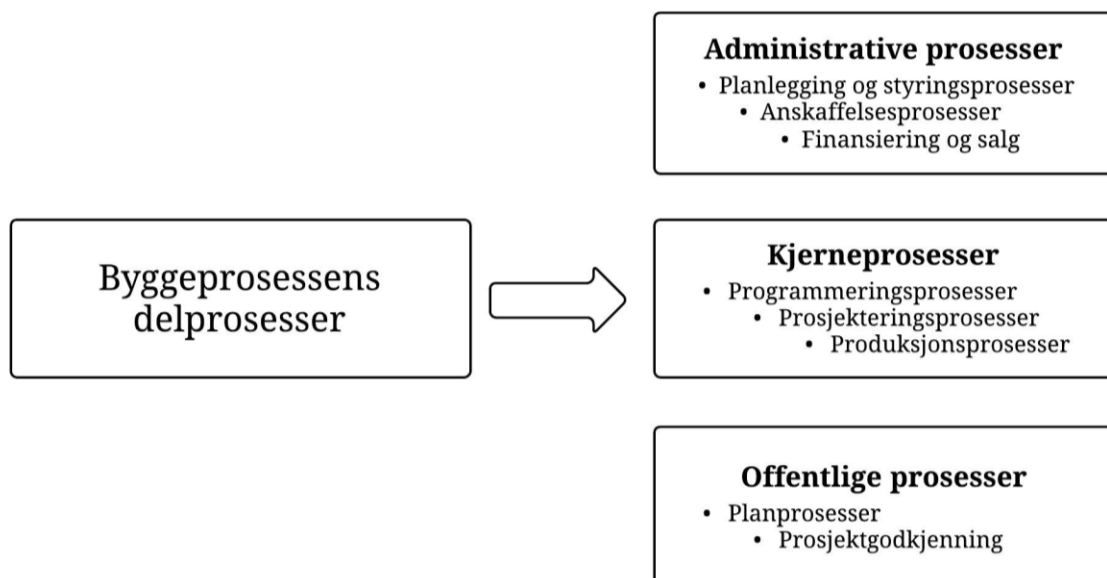 Administrative prosesser
• Planlegging og styringsprosesser
• Anskaffelsesprosesser
• Finansiering og salg
Byggeprosessens
delprosesser
Kjerneprosesser
• Programmeringsprosesser
• Prosjekteringsprosesser
• Produksjonsprosesser
Offentlige prosesser
• Planprosesser
• Prosjektgodkjenning